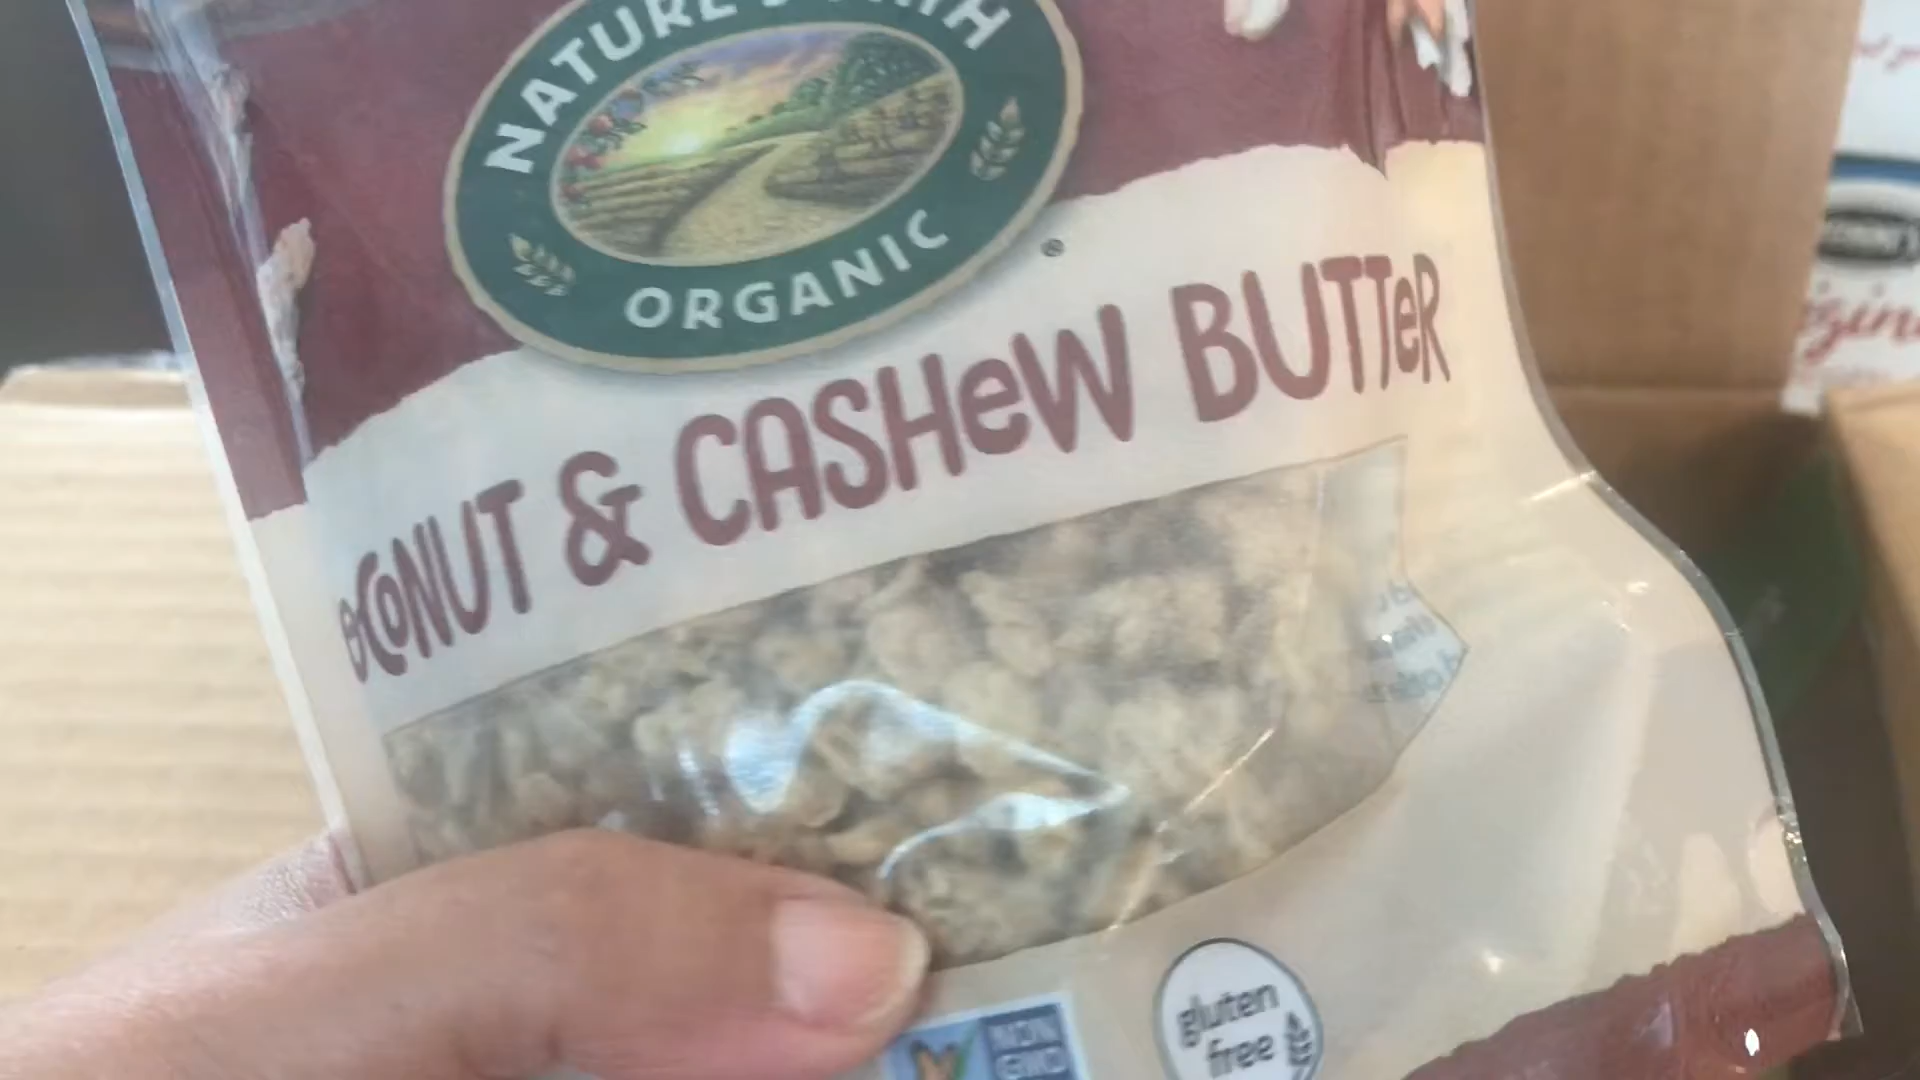 NATURE'S PATH
ORGANIC
®
COCONUT & CASHEW BUTTER
NON
GMO
gluten
free